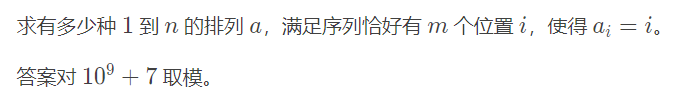 求有多少种 1 到 n 的排列 a，满足序列恰好有 m 个位置 i，使得 a_i = i。
答案对 10^9 + 7 取模。